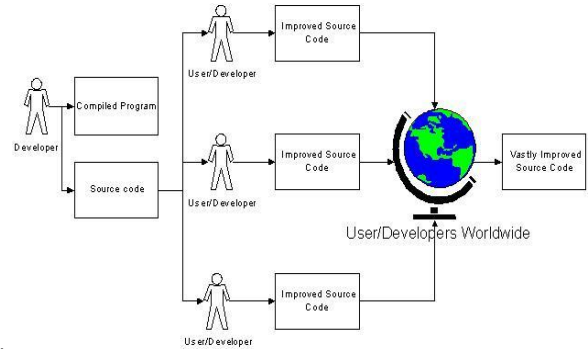 Improved Source
Code
User/Developer
Compiled Program
Developer
Improved Source
Code
Vastly Improved
Source Code
Source code
User/Developer
User/Developers Worldwide
Improved Source
Code
User/Developer